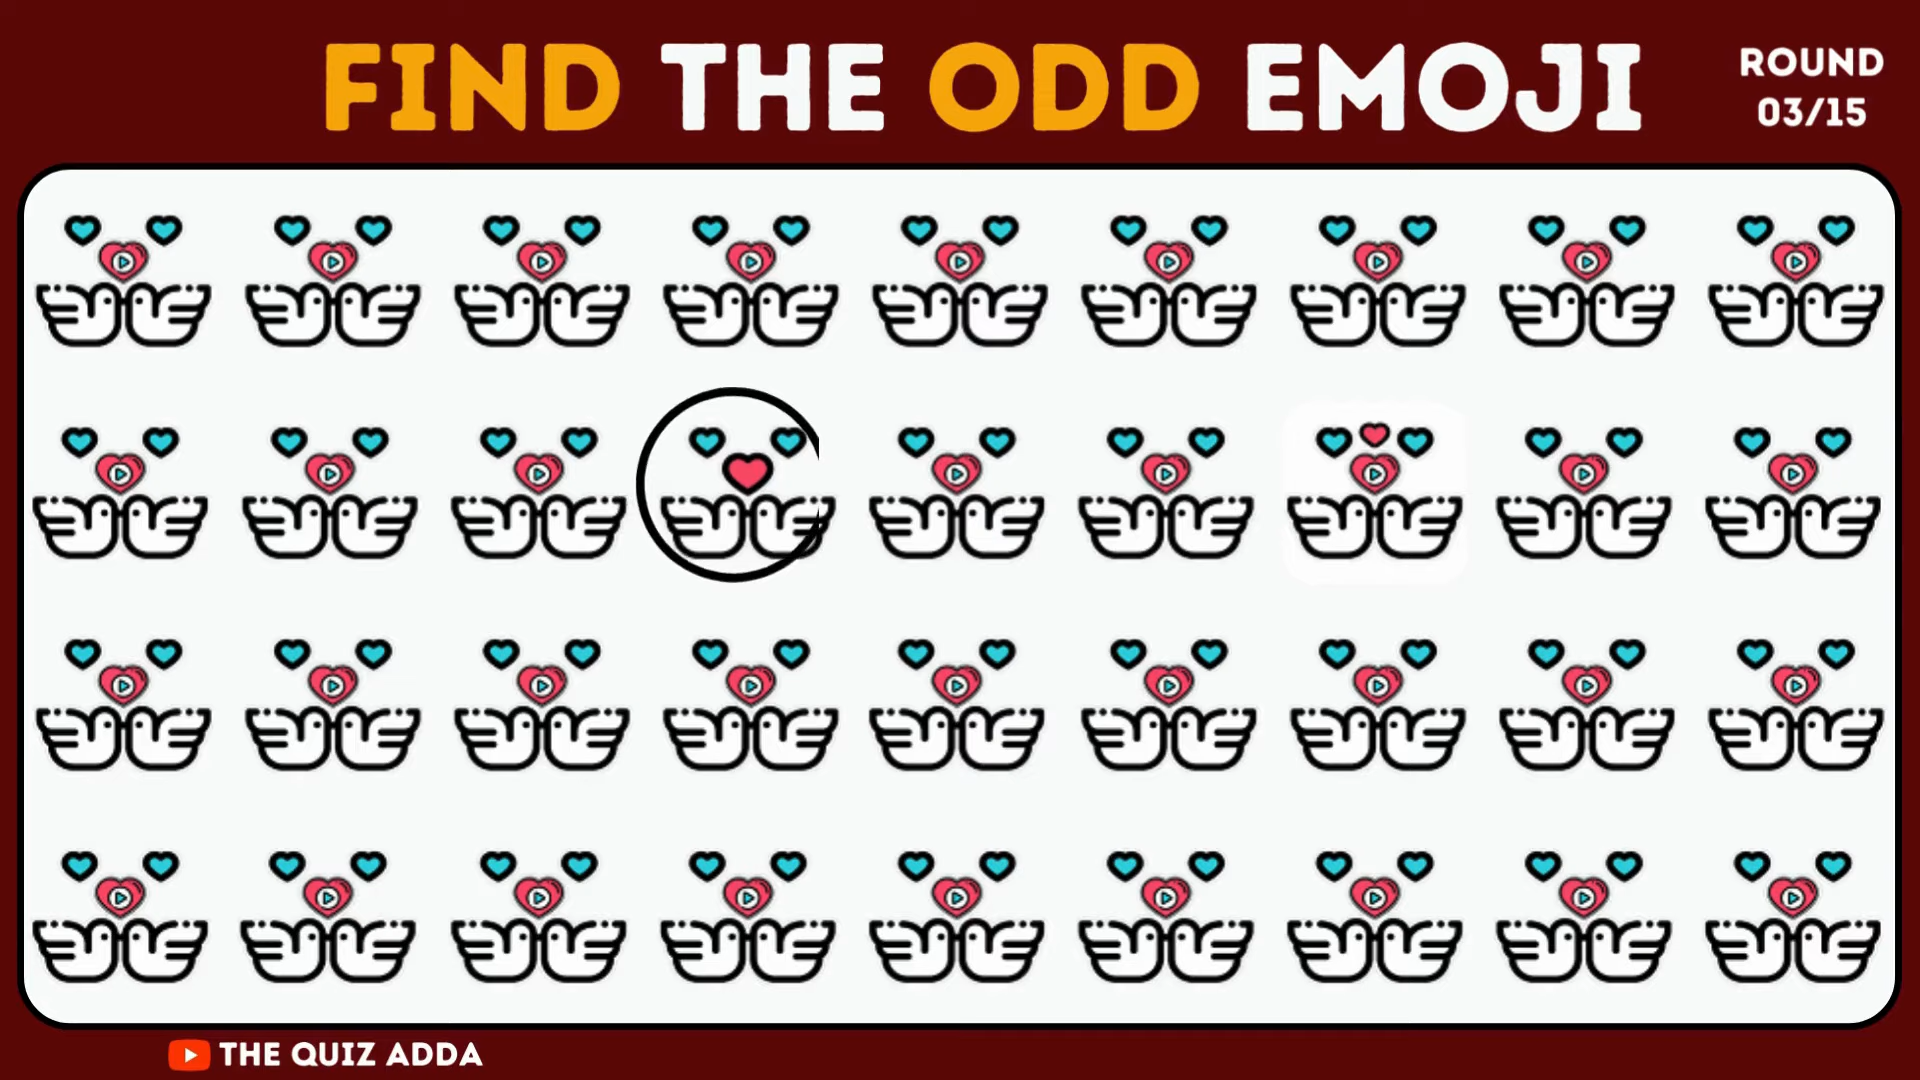 FIND THE ODD EMOJI
ROUND
03/15
THE QUIZ ADDA